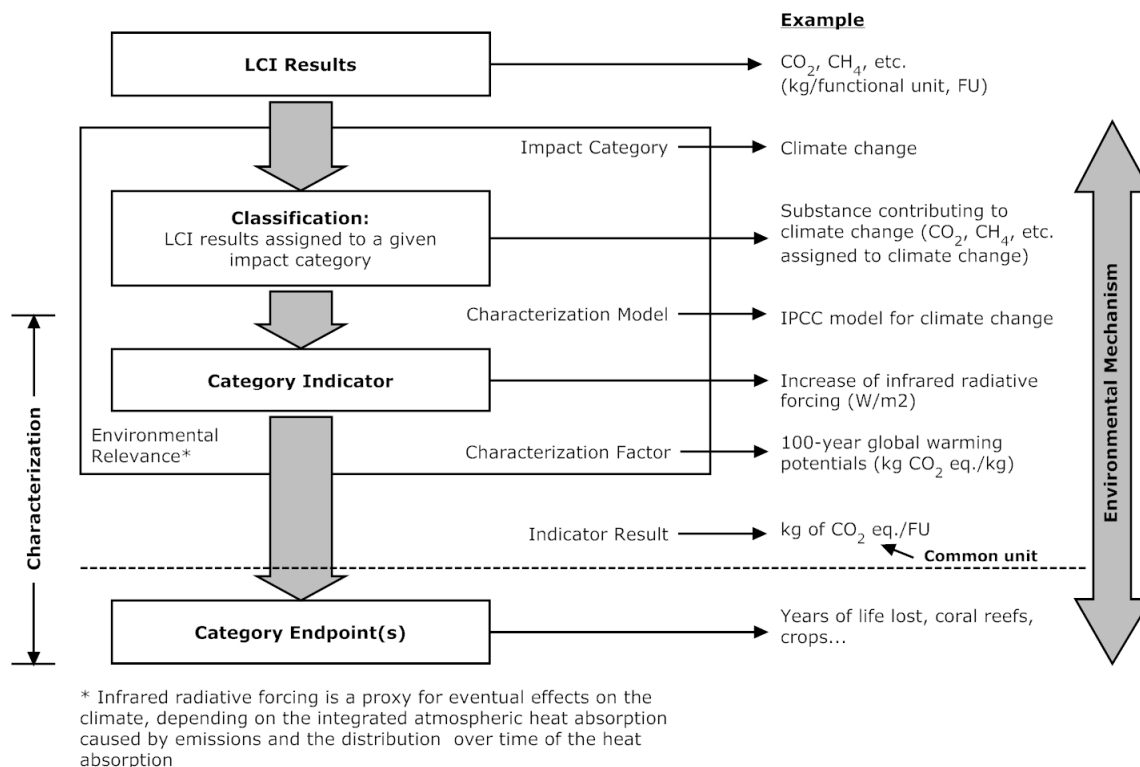 Example
LCI Results
CO₂, CH₄, etc.
(kg/functional unit, FU)
Impact Category
Climate change
Classification:
LCI results assigned to a given
impact category
Substance contributing to
climate change (CO₂, CH₄, etc.
assigned to climate change)
Characterization Model
IPCC model for climate change
Category Indicator
Increase of infrared radiative
forcing (W/m2)
Environmental
Relevance*
Characterization Factor
100-year global warming
potentials (kg CO₂ eq./kg)
Indicator Result
kg of CO₂ eq./FU
Common unit
Category Endpoint(s)
Years of life lost, coral reefs,
crops...
Characterization
Environmental Mechanism
* Infrared radiative forcing is a proxy for eventual effects on the
climate, depending on the integrated atmospheric heat absorption
caused by emissions and the distribution over time of the heat
absorption